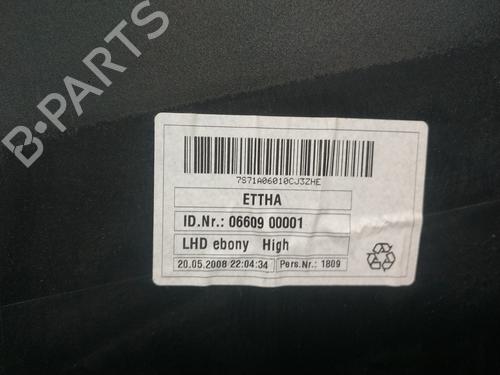 B-PARTS
7S71A06010CJ3ZHE
ETTHA
ID.Nr.: 06609 00001
LHD ebony High
20.05.2008 22:04:34 Pers.Nr.: 1809